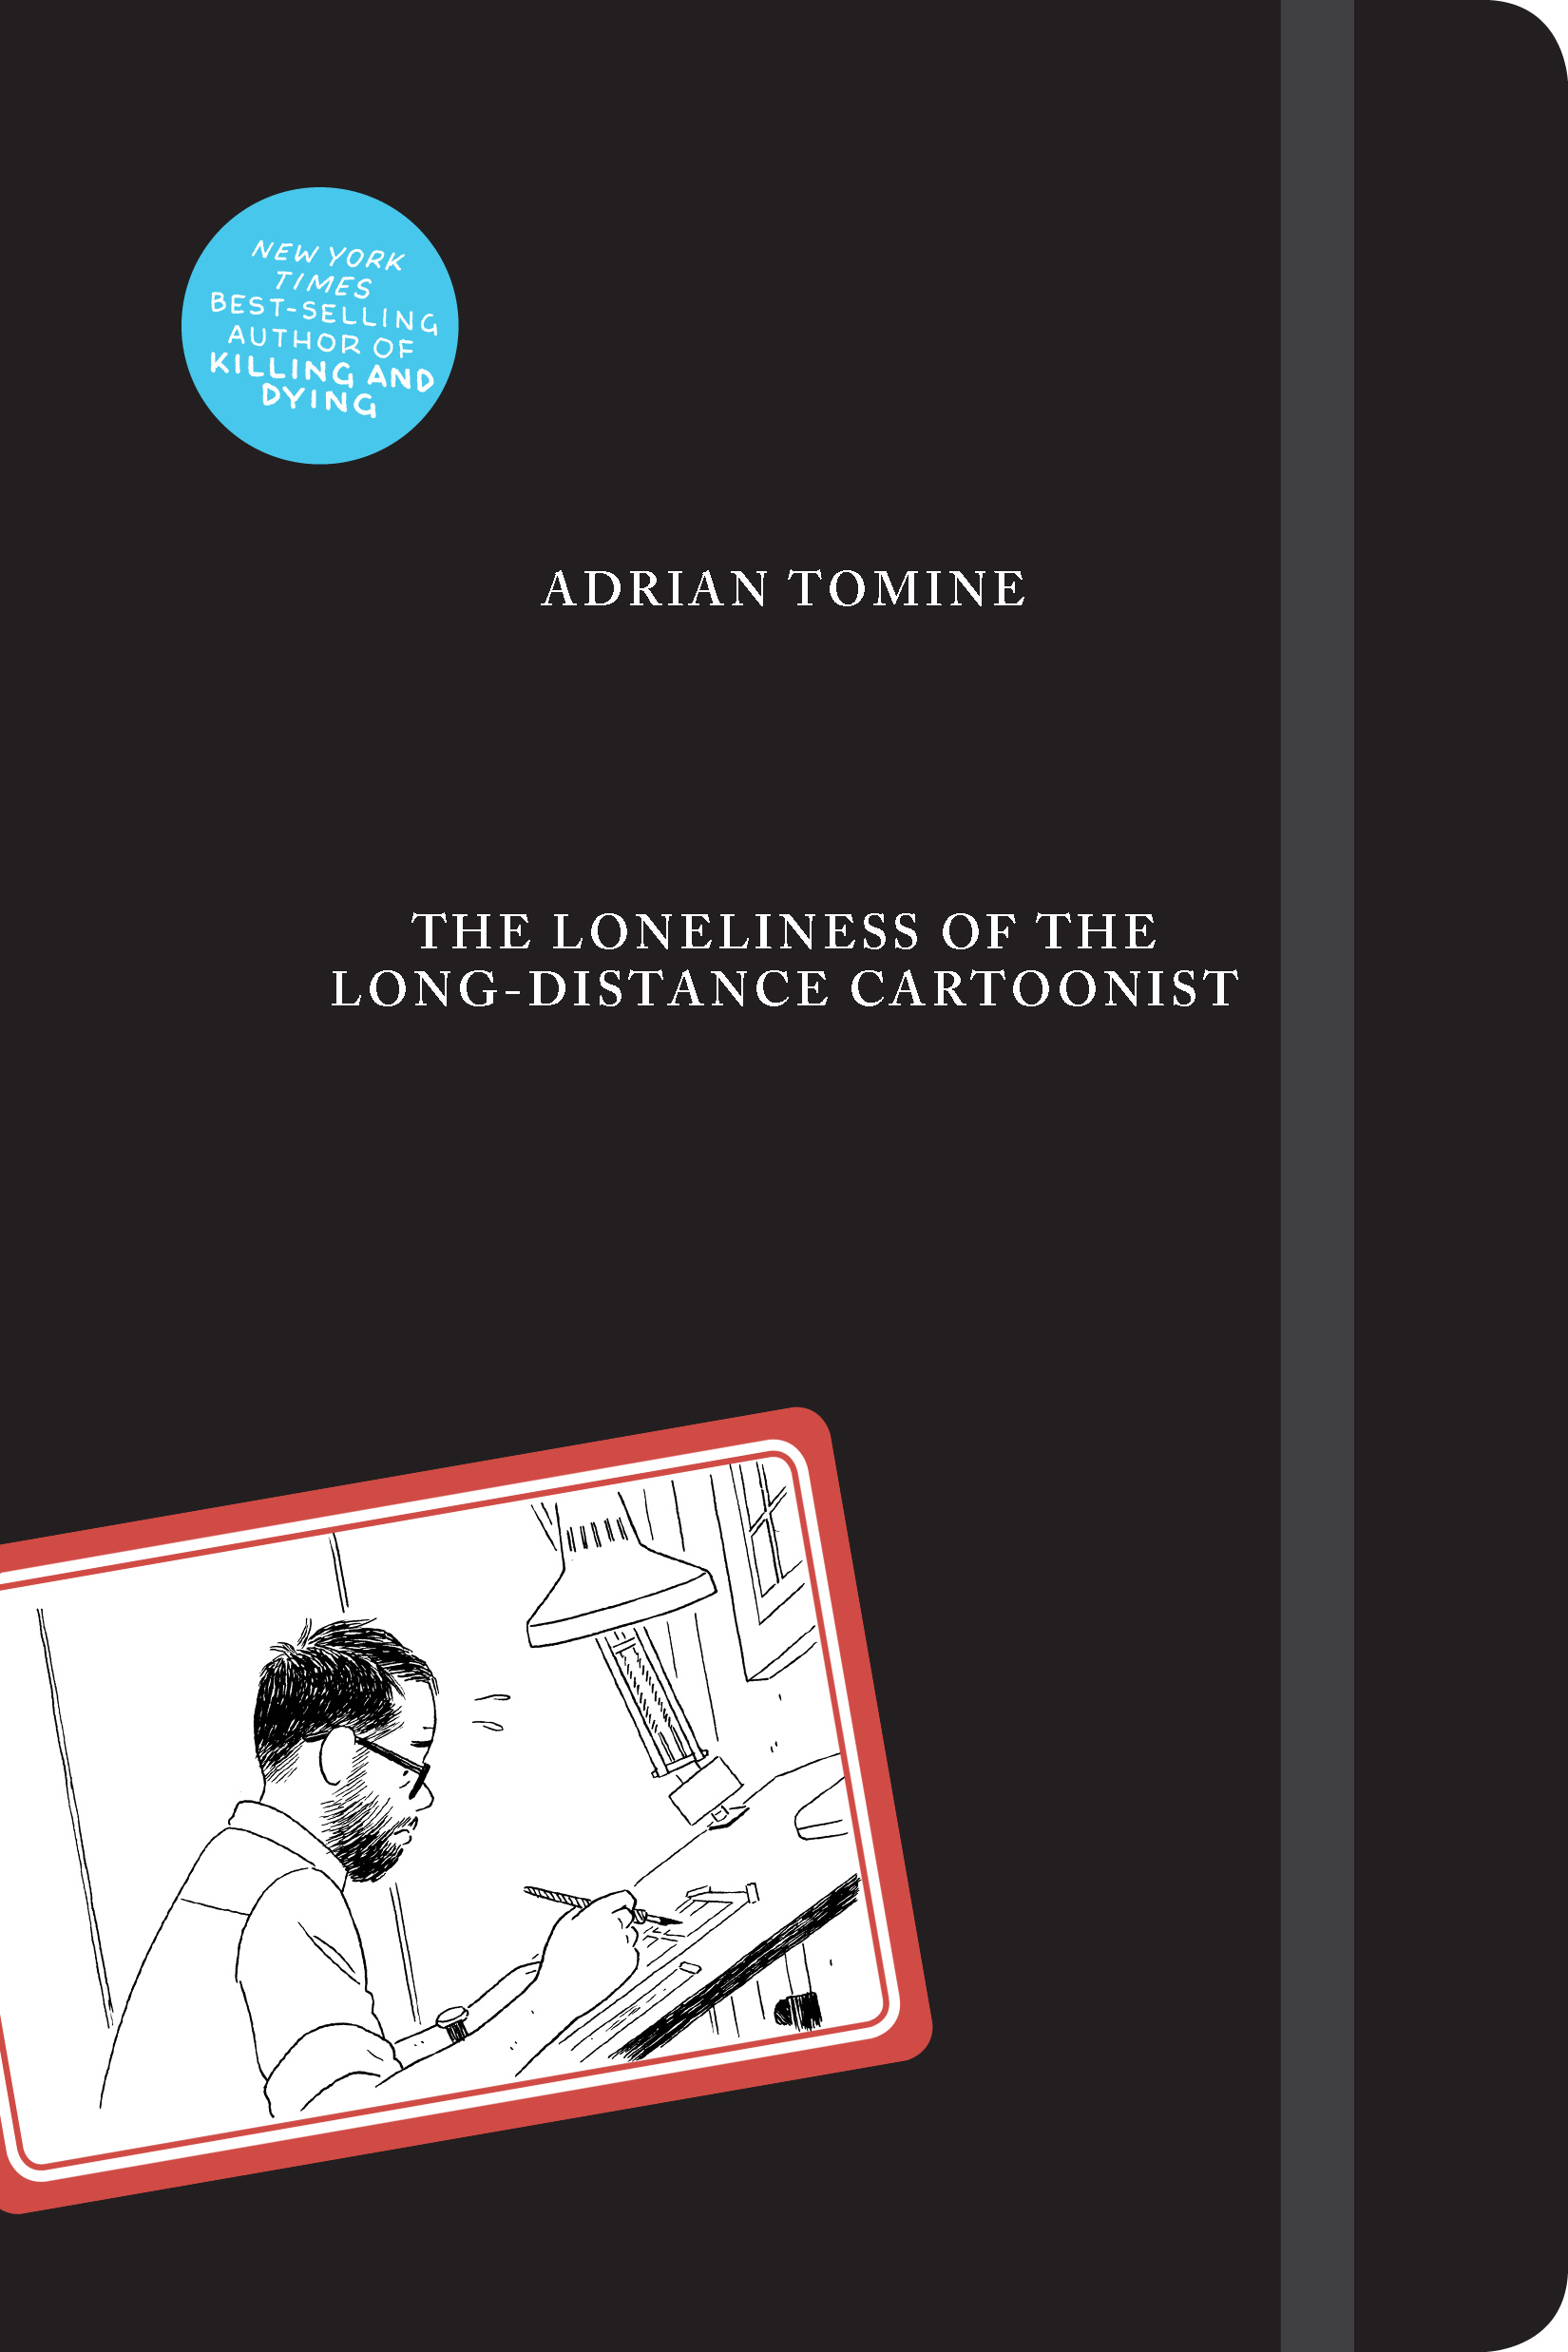 NEW YORK
TIMES
BEST-SELLING
AUTHOR OF
KILLING AND
DYING
ADRIAN TOMINE
THE LONELINESS OF THE
LONG-DISTANCE CARTOONIST